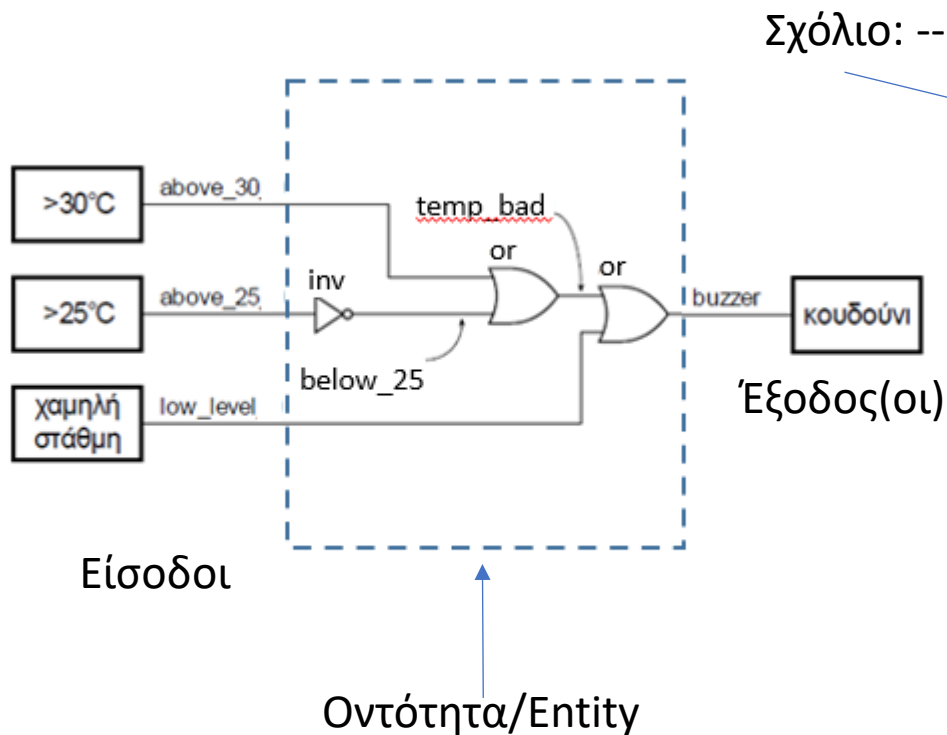 Σχόλιο: --
>30°C
above_30
temp_bad
or
or
inv
>25°C
above_25
buzzer
κουδούνι
below_25
χαμηλή
στάθμη
low_level
Έξοδος(οι)
Είσοδοι
Οντότητα/Entity